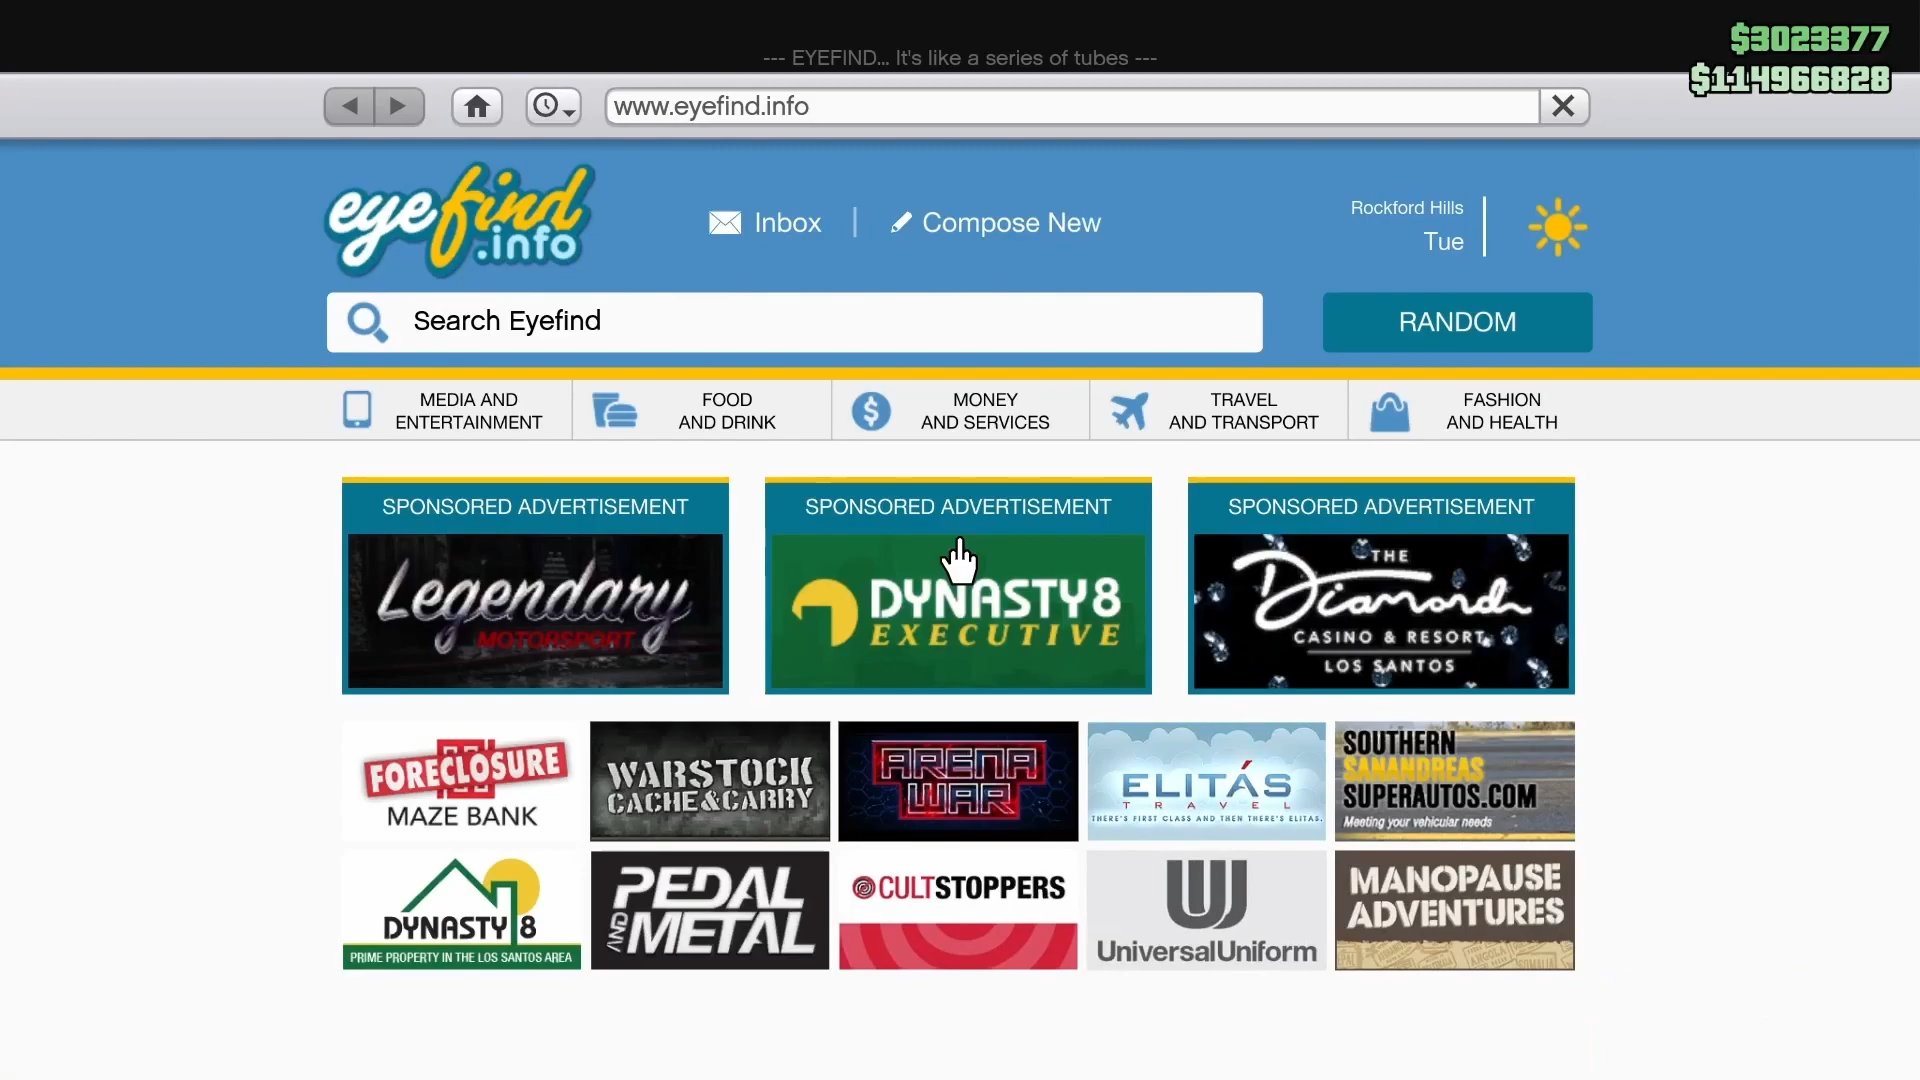 $3023377
--- EYEFIND... It's like a series of tubes ---
$114966828
www.eyefind.info
eyefind
.info
Inbox
Compose New
Rockford Hills
Tue
Search Eyefind
RANDOM
MEDIA AND
ENTERTAINMENT
FOOD
AND DRINK
MONEY
AND SERVICES
TRAVEL
AND TRANSPORT
FASHION
AND HEALTH
SPONSORED ADVERTISEMENT
Legendary
MOTORSPORT
SPONSORED ADVERTISEMENT
DYNASTY8
EXECUTIVE
SPONSORED ADVERTISEMENT
THE
Diamond
CASINO & RESORT
LOS SANTOS
FORECLOSURE
MAZE BANK
WARSTOCK
CACHE&CARRY
ARENA
WAR
ELITÁS
TRAVEL
THERE'S FIRST CLASS AND THEN THERE'S ELITÁS.
SOUTHERN
SANANDREAS
SUPERAUTOS.COM
Meeting your vehicular needs
DYNASTY 8
PRIME PROPERTY IN THE LOS SANTOS AREA
PEDAL
AND METAL
CULTSTOPPERS
UniversalUniform
MANOPAUSE
ADVENTURES